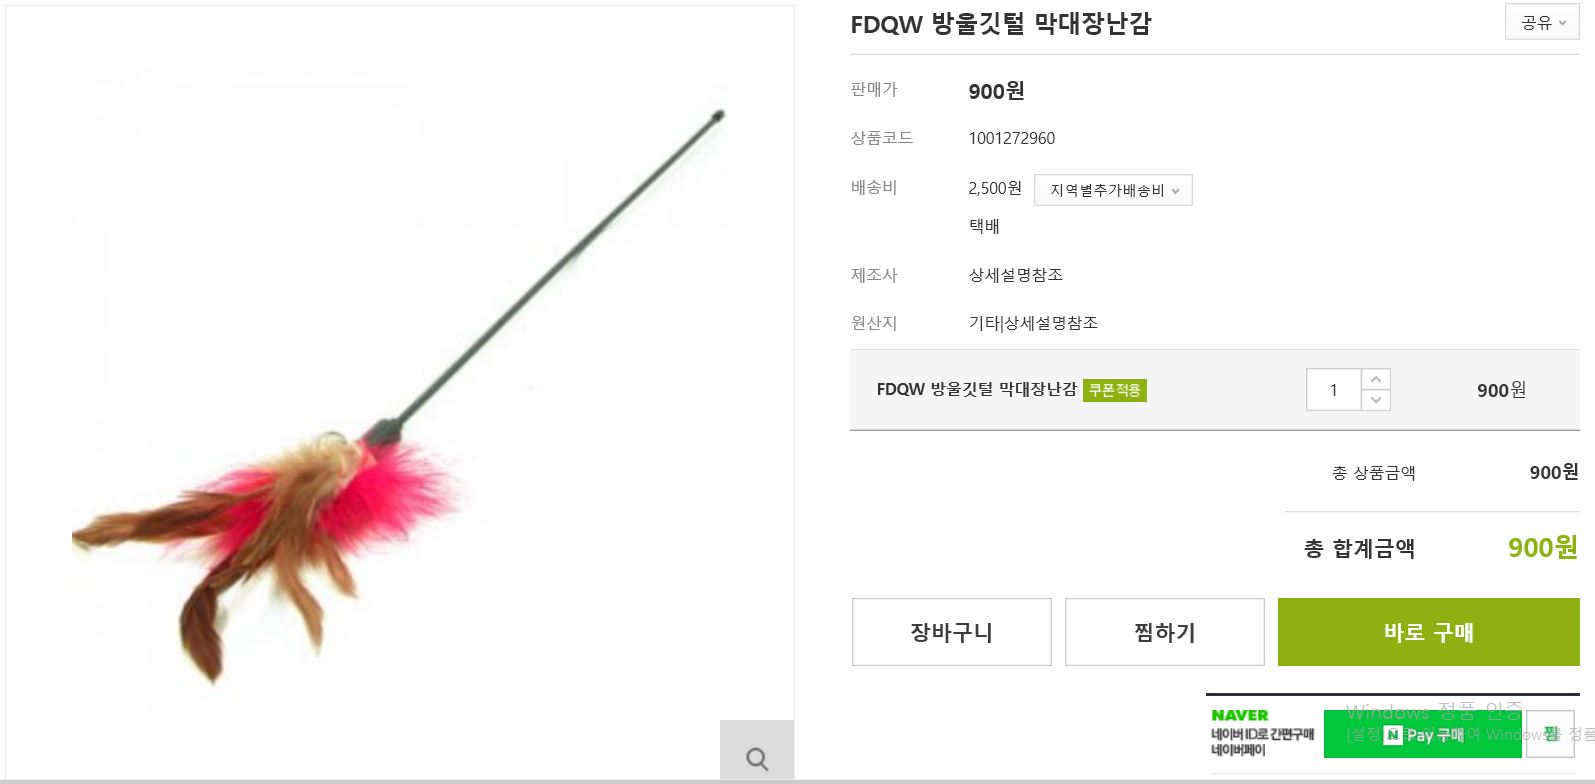 FDQW 방울깃털 막대장난감
공유
판매가 900원
상품코드 1001272960
배송비 2,500원 지역별추가배송비
택배
제조사 상세설명참조
원산지 기타|상세설명참조
FDQW 방울깃털 막대장난감 쿠폰적용 1 900원
총 상품금액 900원
총 합계금액 900원
장바구니 찜하기 바로 구매
NAVER
네이버ID로 간편구매
네이버페이
N Pay 구매
찜
Windows 정품 인증
[설정] Windows를 정품